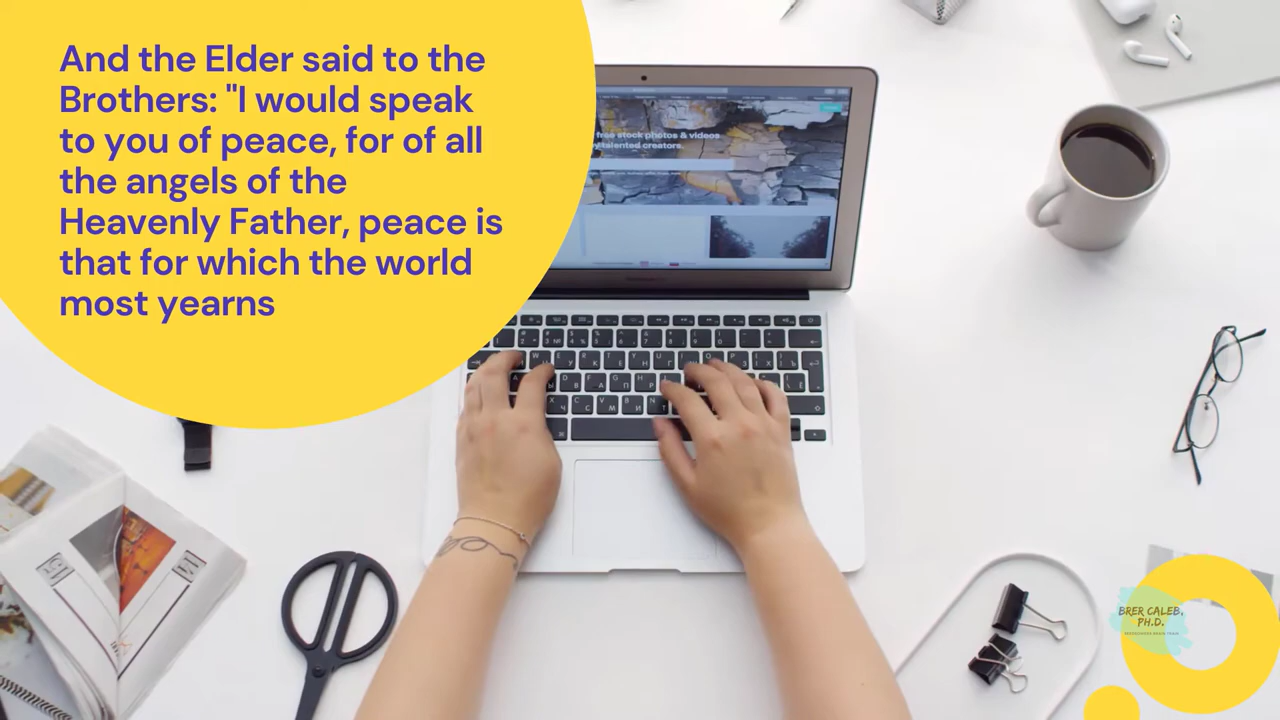 And the Elder said to the
Brothers: "I would speak
to you of peace, for of all
the angels of the
Heavenly Father, peace is
that for which the world
most yearns
free stock photos & videos
talented creators.
BRER CALEB,
PH.D.